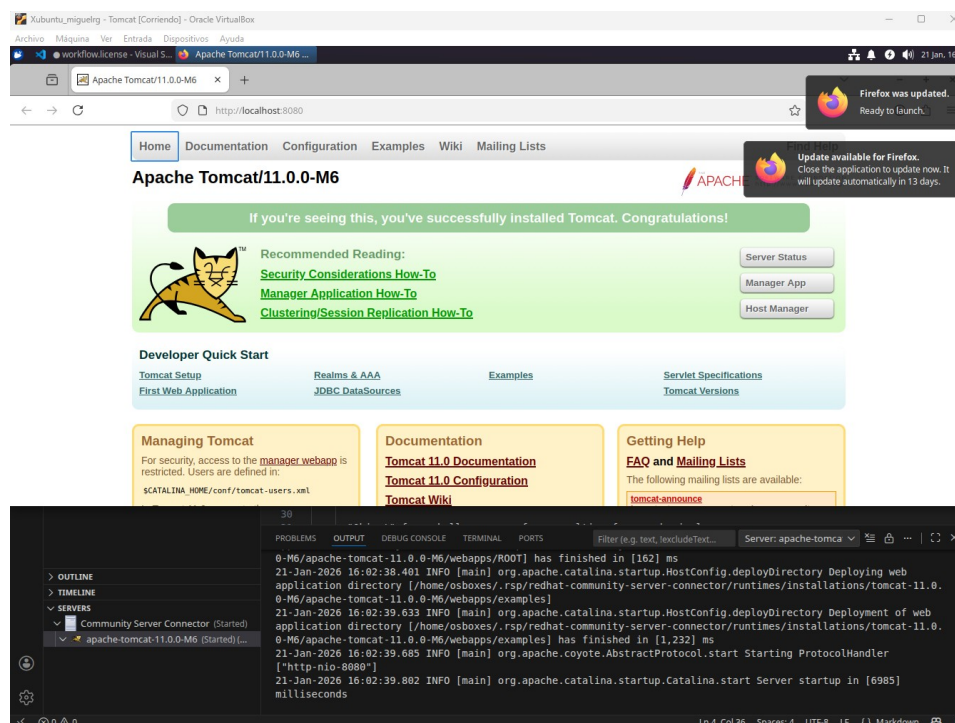 Xubuntu_miguelrg - Tomcat [Corriendo] - Oracle VirtualBox
Archivo Máquina Ver Entrada Dispositivos Ayuda
workflow.license - Visual S... Apache Tomcat/11.0.0-M6 ... 21 Jan, 16
Apache Tomcat/11.0.0-M6
http://localhost:8080
Firefox was updated.
Ready to launch.
Update available for Firefox.
Close the application to update now. It
will update automatically in 13 days.
Home Documentation Configuration Examples Wiki Mailing Lists Find Help
Apache Tomcat/11.0.0-M6
APACHE
If you're seeing this, you've successfully installed Tomcat. Congratulations!
TM
Recommended Reading:
Security Considerations How-To
Manager Application How-To
Clustering/Session Replication How-To
Server Status
Manager App
Host Manager
Developer Quick Start
Tomcat Setup Realms & AAA Examples Servlet Specifications
First Web Application JDBC DataSources Tomcat Versions
Managing Tomcat
For security, access to the manager webapp is
restricted. Users are defined in:
$CATALINA_HOME/conf/tomcat-users.xml
Documentation
Tomcat 11.0 Documentation
Tomcat 11.0 Configuration
Tomcat Wiki
Getting Help
FAQ and Mailing Lists
The following mailing lists are available:
tomcat-announce
30
PROBLEMS OUTPUT DEBUG CONSOLE TERMINAL PORTS Filter (e.g. text, !excludeText... Server: apache-tomca
0-M6/apache-tomcat-11.0.0-M6/webapps/ROOT] has finished in [162] ms
21-Jan-2026 16:02:38.401 INFO [main] org.apache.catalina.startup.HostConfig.deployDirectory Deploying web
application directory [/home/osboxes/.rsp/redhat-community-server-connector/runtimes/installations/tomcat-11.0.
0-M6/apache-tomcat-11.0.0-M6/webapps/examples]
21-Jan-2026 16:02:39.633 INFO [main] org.apache.catalina.startup.HostConfig.deployDirectory Deployment of web
application directory [/home/osboxes/.rsp/redhat-community-server-connector/runtimes/installations/tomcat-11.0.
0-M6/apache-tomcat-11.0.0-M6/webapps/examples] has finished in [1,232] ms
21-Jan-2026 16:02:39.685 INFO [main] org.apache.coyote.AbstractProtocol.start Starting ProtocolHandler
["http-nio-8080"]
21-Jan-2026 16:02:39.802 INFO [main] org.apache.catalina.startup.Catalina.start Server startup in [6985]
milliseconds
OUTLINE
TIMELINE
SERVERS
Community Server Connector (Started)
apache-tomcat-11.0.0-M6 (Started) (...
0 0 Ln 4, Col 36 Spaces: 4 UTF-8 LF { } Markdown